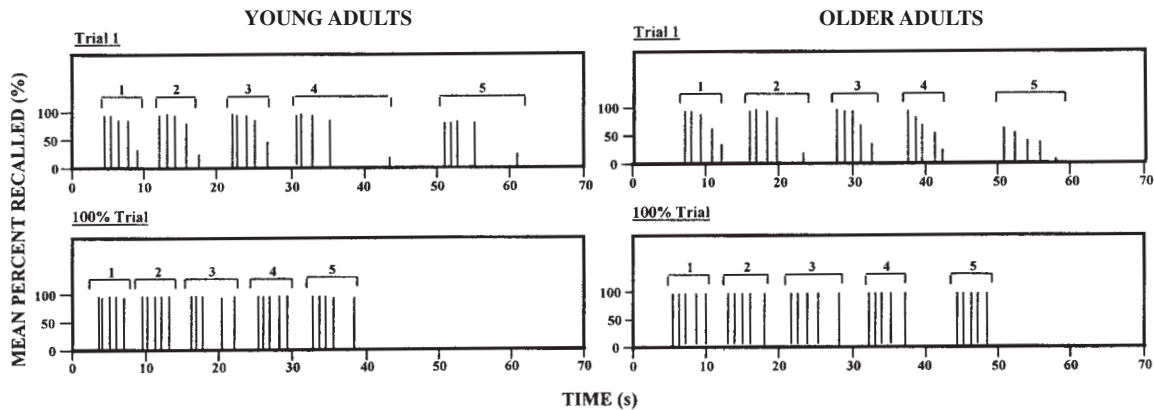 YOUNG ADULTS
Trial 1
1 2 3 4 5
100
50
0
0 10 20 30 40 50 60 70
100% Trial
1 2 3 4 5
100
50
0
0 10 20 30 40 50 60 70
OLDER ADULTS
Trial 1
1 2 3 4 5
100
50
0
0 10 20 30 40 50 60 70
100% Trial
1 2 3 4 5
100
50
0
0 10 20 30 40 50 60 70
MEAN PERCENT RECALLED (%)
TIME (s)